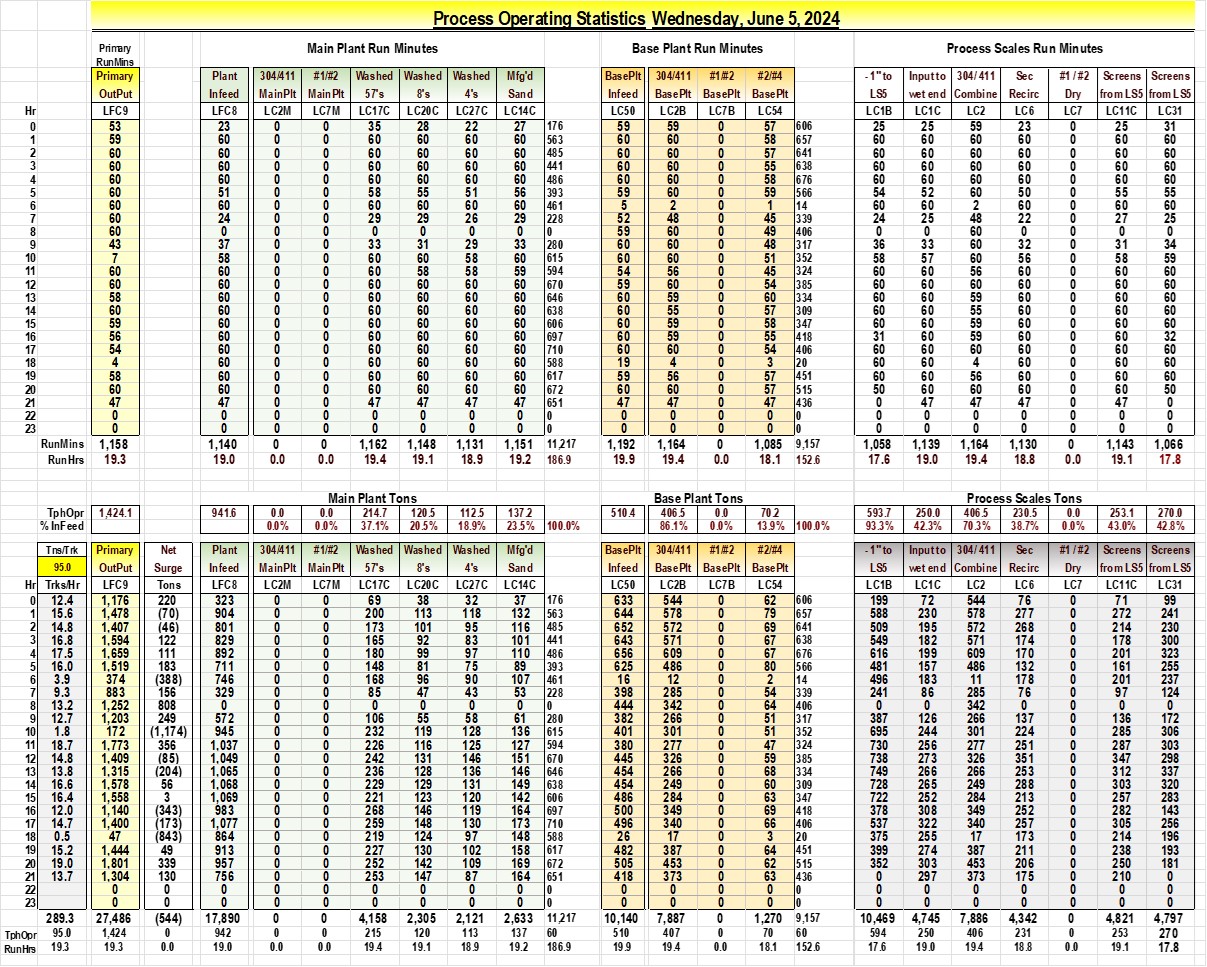 Process Operating Statistics Wednesday, June 5, 2024
Primary Main Plant Run Minutes Base Plant Run Minutes Process Scales Run Minutes
RunMins
Primary Plant 304/411 #1/#2 Washed Washed Washed Mfg'd BasePlt 304/411 #1/#2 #2/#4 - 1" to Input to 304/ 411 Sec #1 / #2 Screens Screens
OutPut Infeed MainPlt MainPlt 57's 8's 4's Sand Infeed BasePlt BasePlt BasePlt LS5 wet end Combine Recirc Dry from LS5 from LS5
Hr LFC9 LFC8 LC2M LC7M LC17C LC20C LC27C LC14C LC50 LC2B LC7B LC54 LC1B LC1C LC2 LC6 LC7 LC11C LC31
0 53 23 0 0 35 28 22 27 176 59 59 0 57 606 25 25 59 23 0 25 31
1 59 60 0 0 60 60 60 60 563 60 60 0 58 657 60 60 60 60 0 60 60
2 60 60 0 0 60 60 60 60 485 60 60 0 57 641 60 60 60 60 0 60 60
3 60 60 0 0 60 60 60 60 441 60 60 0 55 638 60 60 60 60 0 60 60
4 60 60 0 0 60 60 60 60 486 60 60 0 58 676 60 60 60 60 0 60 60
5 60 51 0 0 58 55 51 56 393 59 60 0 59 566 54 52 60 50 0 55 55
6 60 60 0 0 60 60 60 60 461 5 2 0 1 14 60 60 2 60 0 60 60
7 60 24 0 0 29 29 26 29 228 52 48 0 45 339 24 25 48 22 0 27 25
8 60 0 0 0 0 0 0 0 0 59 60 0 49 406 0 0 60 0 0 0 0
9 43 37 0 0 33 31 29 33 280 60 60 0 48 317 36 33 60 32 0 31 34
10 7 58 0 0 60 60 58 60 615 60 60 0 51 352 58 57 60 56 0 58 59
11 60 60 0 0 60 58 58 59 594 54 56 0 45 324 60 60 56 60 0 60 60
12 60 60 0 0 60 60 60 60 670 59 60 0 54 385 60 60 60 60 0 60 60
13 58 60 0 0 60 60 60 60 646 60 59 0 60 334 60 60 59 60 0 60 60
14 60 60 0 0 60 60 60 60 638 60 55 0 57 309 60 60 55 60 0 60 60
15 59 60 0 0 60 60 60 60 606 60 59 0 58 347 60 60 59 60 0 60 60
16 56 60 0 0 60 60 60 60 697 60 59 0 55 418 31 60 59 60 0 60 32
17 54 60 0 0 60 60 60 60 710 60 60 0 54 406 60 60 60 60 0 60 60
18 4 60 0 0 60 60 60 60 588 19 4 0 3 20 60 60 4 60 0 60 60
19 58 60 0 0 60 60 60 60 617 59 56 0 57 451 60 60 56 60 0 60 60
20 60 60 0 0 60 60 60 60 672 60 60 0 57 515 50 60 60 60 0 60 50
21 47 47 0 0 47 47 47 47 651 47 47 0 47 436 0 47 47 47 0 47 0
22 0 0 0 0 0 0 0 0 0 0 0 0 0 0 0 0 0 0 0 0 0
23 0 0 0 0 0 0 0 0 0 0 0 0 0 0 0 0 0 0 0 0 0
RunMins 1,158 1,140 0 0 1,162 1,148 1,131 1,151 11,217 1,192 1,164 0 1,085 9,157 1,058 1,139 1,164 1,130 0 1,143 1,066
RunHrs 19.3 19.0 0.0 0.0 19.4 19.1 18.9 19.2 186.9 19.9 19.4 0.0 18.1 152.6 17.6 19.0 19.4 18.8 0.0 19.1 17.8
Main Plant Tons Base Plant Tons Process Scales Tons
TphOpr 1,424.1 941.6 0.0 0.0 214.7 120.5 112.5 137.2 510.4 406.5 0.0 70.2 593.7 250.0 406.5 230.5 0.0 253.1 270.0
% InFeed 0.0% 0.0% 37.1% 20.5% 18.9% 23.5% 100.0% 86.1% 0.0% 13.9% 100.0% 93.3% 42.3% 70.3% 38.7% 0.0% 43.0% 42.8%
Tns/Trk Primary Net Plant 304/411 #1/#2 Washed Washed Washed Mfg'd BasePlt 304/411 #1/#2 #2/#4 - 1" to Input to 304/ 411 Sec #1 / #2 Screens Screens
95.0 OutPut Surge Infeed MainPlt MainPlt 57's 8's 4's Sand Infeed BasePlt BasePlt BasePlt LS5 wet end Combine Recirc Dry from LS5 from LS5
Hr Trks/Hr LFC9 Tons LFC8 LC2M LC7M LC17C LC20C LC27C LC14C LC50 LC2B LC7B LC54 LC1B LC1C LC2 LC6 LC7 LC11C LC31
0 12.4 1,176 220 323 0 0 69 38 32 37 176 633 544 0 62 606 199 72 544 76 0 71 99
1 15.6 1,478 (70) 904 0 0 200 113 118 132 563 644 578 0 79 657 588 230 578 277 0 272 241
2 14.8 1,407 (46) 801 0 0 173 101 95 116 485 652 572 0 69 641 509 195 572 268 0 214 230
3 16.8 1,594 122 829 0 0 165 92 83 101 441 643 571 0 67 638 549 182 571 174 0 178 300
4 17.5 1,659 111 892 0 0 180 99 97 110 486 656 609 0 67 676 616 199 609 170 0 201 323
5 16.0 1,519 183 711 0 0 148 81 75 89 393 625 486 0 80 566 481 157 486 132 0 161 255
6 3.9 374 (388) 746 0 0 168 96 90 107 461 16 12 0 2 14 496 183 11 178 0 201 237
7 9.3 883 156 329 0 0 85 47 43 53 228 398 285 0 54 339 241 86 285 76 0 97 124
8 13.2 1,252 808 0 0 0 0 0 0 0 0 444 342 0 64 406 0 0 342 0 0 0 0
9 12.7 1,203 249 572 0 0 106 55 58 61 280 382 266 0 51 317 387 126 266 137 0 136 172
10 1.8 172 (1,174) 945 0 0 232 119 128 136 615 401 301 0 51 352 695 244 301 224 0 285 306
11 18.7 1,773 356 1,037 0 0 226 116 125 127 594 380 277 0 47 324 730 256 277 251 0 287 303
12 14.8 1,409 (85) 1,049 0 0 242 131 146 151 670 445 326 0 59 385 738 273 326 351 0 347 298
13 13.8 1,315 (204) 1,065 0 0 236 128 136 146 646 454 266 0 68 334 749 266 266 253 0 312 337
14 16.6 1,578 56 1,068 0 0 229 129 131 149 638 454 249 0 60 309 728 265 249 288 0 303 320
15 16.4 1,558 3 1,069 0 0 221 123 120 142 606 486 284 0 63 347 722 252 284 213 0 257 283
16 12.0 1,140 (343) 983 0 0 268 146 119 164 697 500 349 0 69 418 378 308 349 252 0 282 143
17 14.7 1,400 (173) 1,077 0 0 259 148 130 173 710 496 340 0 66 406 537 322 340 257 0 305 256
18 0.5 47 (843) 864 0 0 219 124 97 148 588 26 17 0 3 20 375 255 17 173 0 214 196
19 15.2 1,444 49 913 0 0 227 130 102 158 617 482 387 0 64 451 399 274 387 211 0 238 193
20 19.0 1,801 339 957 0 0 252 142 109 169 672 505 453 0 62 515 352 303 453 206 0 250 181
21 13.7 1,304 130 756 0 0 253 147 87 164 651 418 373 0 63 436 0 297 373 175 0 210 0
22 0 0 0 0 0 0 0 0 0 0 0 0 0 0 0 0 0 0 0 0 0 0
23 0 0 0 0 0 0 0 0 0 0 0 0 0 0 0 0 0 0 0 0 0 0
289.3 27,486 (544) 17,890 0 0 4,158 2,305 2,121 2,633 11,217 10,140 7,887 0 1,270 9,157 10,469 4,745 7,886 4,342 0 4,821 4,797
TphOpr 95.0 1,424 0 942 0 0 215 120 113 137 60 510 407 0 70 60 594 250 406 231 0 253 270
RunHrs 19.3 19.3 0.0 19.0 0.0 0.0 19.4 19.1 18.9 19.2 186.9 19.9 19.4 0.0 18.1 152.6 17.6 19.0 19.4 18.8 0.0 19.1 17.8